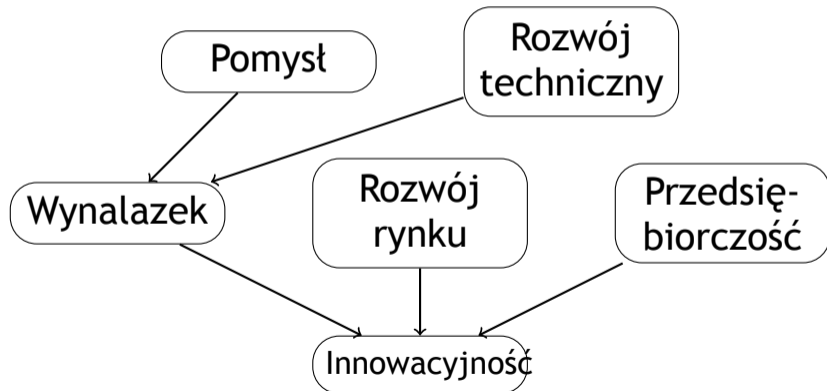 Pomysł
Rozwój
techniczny
Wynalazek
Rozwój
rynku
Przedsię-
biorczość
Innowacyjność